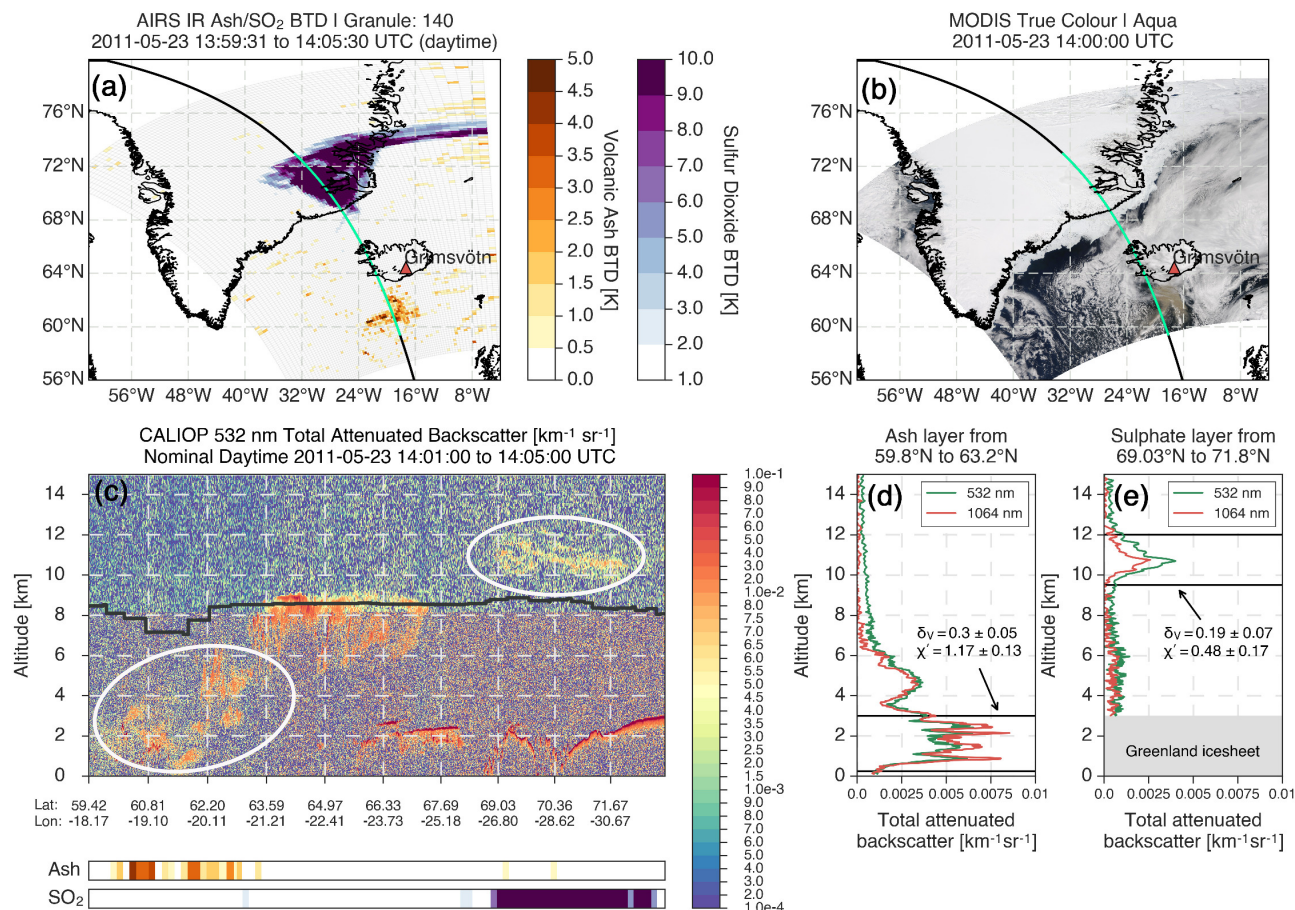 AIRS IR Ash/SO₂ BTD | Granule: 140
2011-05-23 13:59:31 to 14:05:30 UTC (daytime)
(a)
76°N
72°N
68°N
64°N
60°N
56°N
56°W 48°W 40°W 32°W 24°W 16°W 8°W
Grímsvötn
5.0
4.5
4.0
3.5
3.0
2.5
2.0
1.5
1.0
0.5
0.0
Volcanic Ash BTD [K]
10.0
9.0
8.0
7.0
6.0
5.0
4.0
3.0
2.0
1.0
Sulfur Dioxide BTD [K]
MODIS True Colour | Aqua
2011-05-23 14:00:00 UTC
(b)
76°N
72°N
68°N
64°N
60°N
56°N
56°W 48°W 40°W 32°W 24°W 16°W 8°W
Grímsvötn
CALIOP 532 nm Total Attenuated Backscatter [km⁻¹ sr⁻¹]
Nominal Daytime 2011-05-23 14:01:00 to 14:05:00 UTC
(c)
Altitude [km]
14
12
10
8
6
4
2
0
Lat: 59.42 60.81 62.20 63.59 64.97 66.33 67.69 69.03 70.36 71.67
Lon: -18.17 -19.10 -20.11 -21.21 -22.41 -23.73 -25.18 -26.80 -28.62 -30.67
Ash
SO₂
1.0e-1
9.0
8.0
7.0
6.0
5.0
4.0
3.0
2.0
1.0e-2
8.0
7.5
7.0
6.5
6.0
5.5
5.0
4.5
4.0
3.5
3.0
2.5
2.0
1.5
1.0e-3
9.0
8.0
7.0
6.0
5.0
4.0
3.0
2.0
1.0e-4
Ash layer from
59.8°N to 63.2°N
(d)
532 nm
1064 nm
Altitude [km]
14
12
10
8
6
4
2
0
δᵥ=0.3 ± 0.05
χ′=1.17 ± 0.13
0.0 0.0025 0.005 0.0075 0.01
Total attenuated
backscatter [km⁻¹sr⁻¹]
Sulphate layer from
69.03°N to 71.8°N
(e)
532 nm
1064 nm
Altitude [km]
14
12
10
8
6
4
2
0
δᵥ=0.19 ± 0.07
χ′=0.48 ± 0.17
Greenland icesheet
0.0 0.0025 0.005 0.0075 0.01
Total attenuated
backscatter [km⁻¹sr⁻¹]